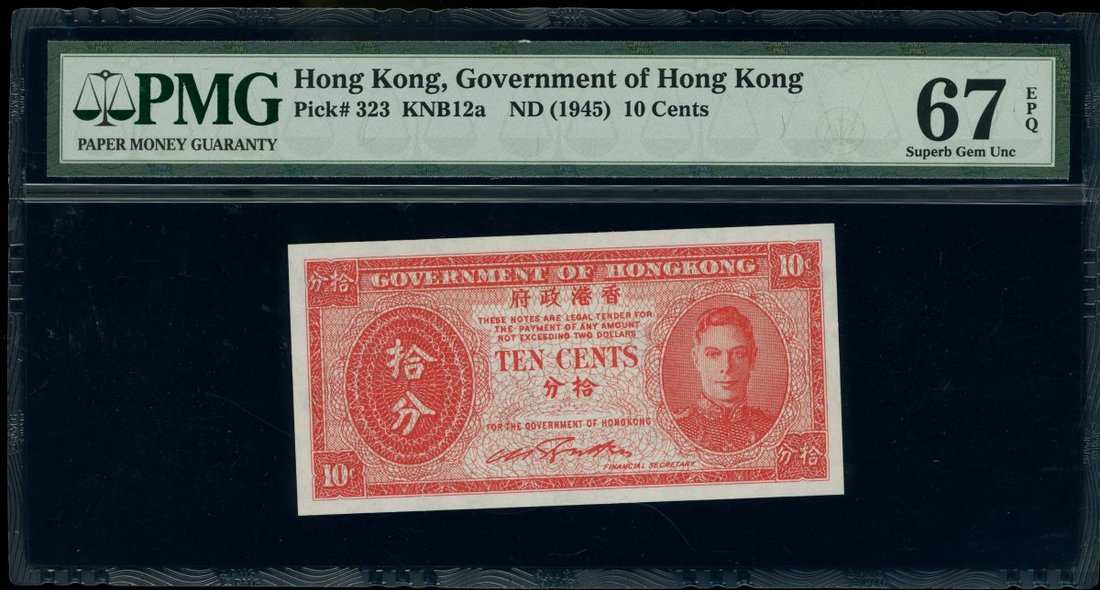 PMG
PAPER MONEY GUARANTY
Hong Kong, Government of Hong Kong
Pick# 323 KNB12a ND (1945) 10 Cents
67
EPQ
Superb Gem Unc
分拾
GOVERNMENT OF HONGKONG
10¢
府政港香
THESE NOTES ARE LEGAL TENDER FOR
THE PAYMENT OF ANY AMOUNT
NOT EXCEEDING TWO DOLLARS
拾分
TEN CENTS
分拾
FOR THE GOVERNMENT OF HONGKONG
FINANCIAL SECRETARY
10¢
分拾